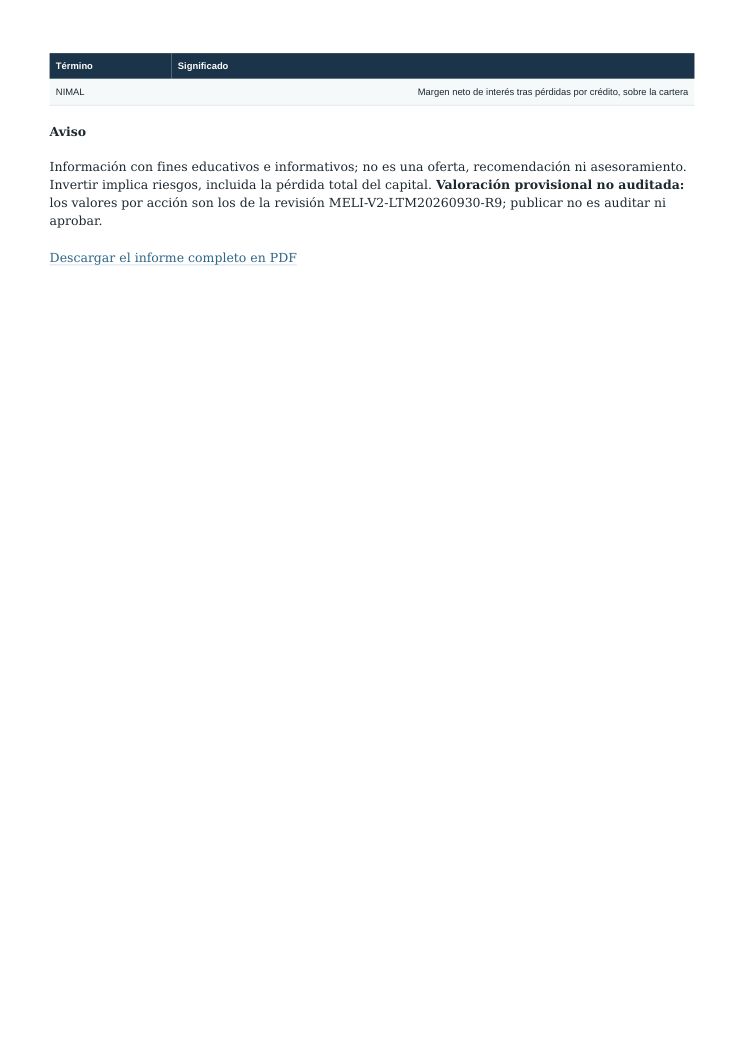 Término Significado
NIMAL Margen neto de interés tras pérdidas por crédito, sobre la cartera
Aviso
Información con fines educativos e informativos; no es una oferta, recomendación ni asesoramiento.
Invertir implica riesgos, incluida la pérdida total del capital. Valoración provisional no auditada:
los valores por acción son los de la revisión MELI-V2-LTM20260930-R9; publicar no es auditar ni
aprobar.
Descargar el informe completo en PDF